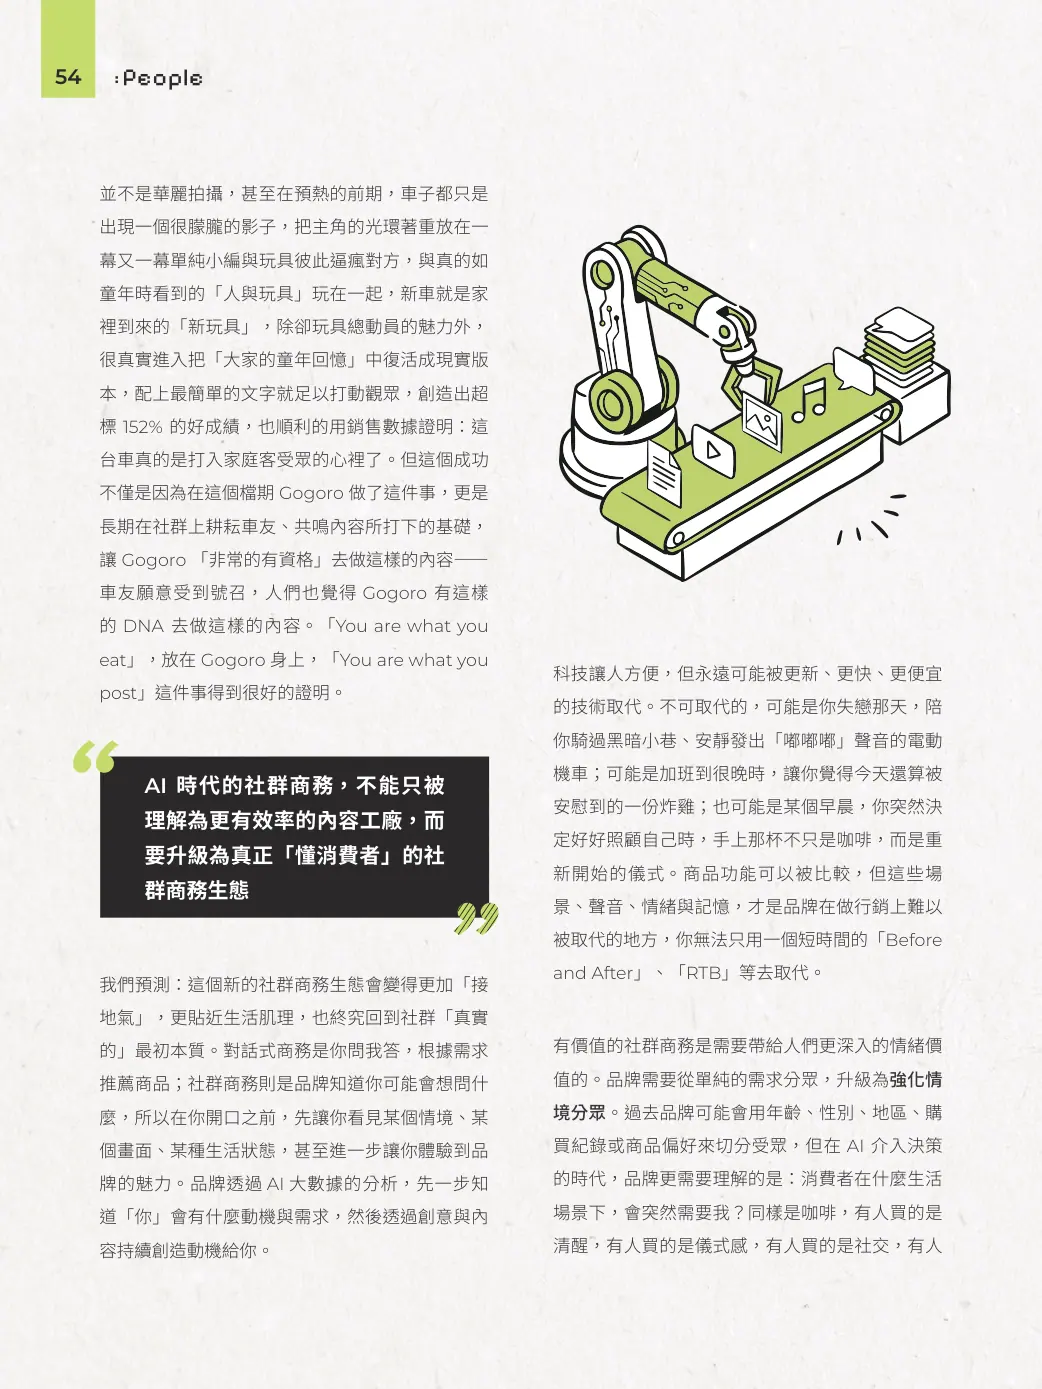 54
:People
並不是華麗拍攝，甚至在預熱的前期，車子都只是
出現一個很朦朧的影子，把主角的光環著重放在一
幕又一幕單純小編與玩具彼此逼瘋對方，與真的如
童年時看到的「人與玩具」玩在一起，新車就是家
裡到來的「新玩具」，除卻玩具總動員的魅力外，
很真實進入把「大家的童年回憶」中復活成現實版
本，配上最簡單的文字就足以打動觀眾，創造出超
標 152% 的好成績，也順利的用銷售數據證明：這
台車真的是打入家庭客受眾的心裡了。但這個成功
不僅是因為在這個檔期 Gogoro 做了這件事，更是
長期在社群上耕耘車友、共鳴內容所打下的基礎，
讓 Gogoro 「非常的有資格」去做這樣的內容——
車友願意受到號召，人們也覺得 Gogoro 有這樣
的 DNA 去做這樣的內容。「You are what you
eat」，放在 Gogoro 身上，「You are what you
post」這件事得到很好的證明。
“
AI 時代的社群商務，不能只被
理解為更有效率的內容工廠，而
要升級為真正「懂消費者」的社
群商務生態
”
我們預測：這個新的社群商務生態會變得更加「接
地氣」，更貼近生活肌理，也終究回到社群「真實
的」最初本質。對話式商務是你問我答，根據需求
推薦商品；社群商務則是品牌知道你可能會想問什
麼，所以在你開口之前，先讓你看見某個情境、某
個畫面、某種生活狀態，甚至進一步讓你體驗到品
牌的魅力。品牌透過 AI 大數據的分析，先一步知
道「你」會有什麼動機與需求，然後透過創意與內
容持續創造動機給你。
科技讓人方便，但永遠可能被更新、更快、更便宜
的技術取代。不可取代的，可能是你失戀那天，陪
你騎過黑暗小巷、安靜發出「嘟嘟嘟」聲音的電動
機車；可能是加班到很晚時，讓你覺得今天還算被
安慰到的一份炸雞；也可能是某個早晨，你突然決
定好好照顧自己時，手上那杯不只是咖啡，而是重
新開始的儀式。商品功能可以被比較，但這些場
景、聲音、情緒與記憶，才是品牌在做行銷上難以
被取代的地方，你無法只用一個短時間的「Before
and After」、「RTB」等去取代。
有價值的社群商務是需要帶給人們更深入的情緒價
值的。品牌需要從單純的需求分眾，升級為強化情
境分眾。過去品牌可能會用年齡、性別、地區、購
買紀錄或商品偏好來切分受眾，但在 AI 介入決策
的時代，品牌更需要理解的是：消費者在什麼生活
場景下，會突然需要我？同樣是咖啡，有人買的是
清醒，有人買的是儀式感，有人買的是社交，有人